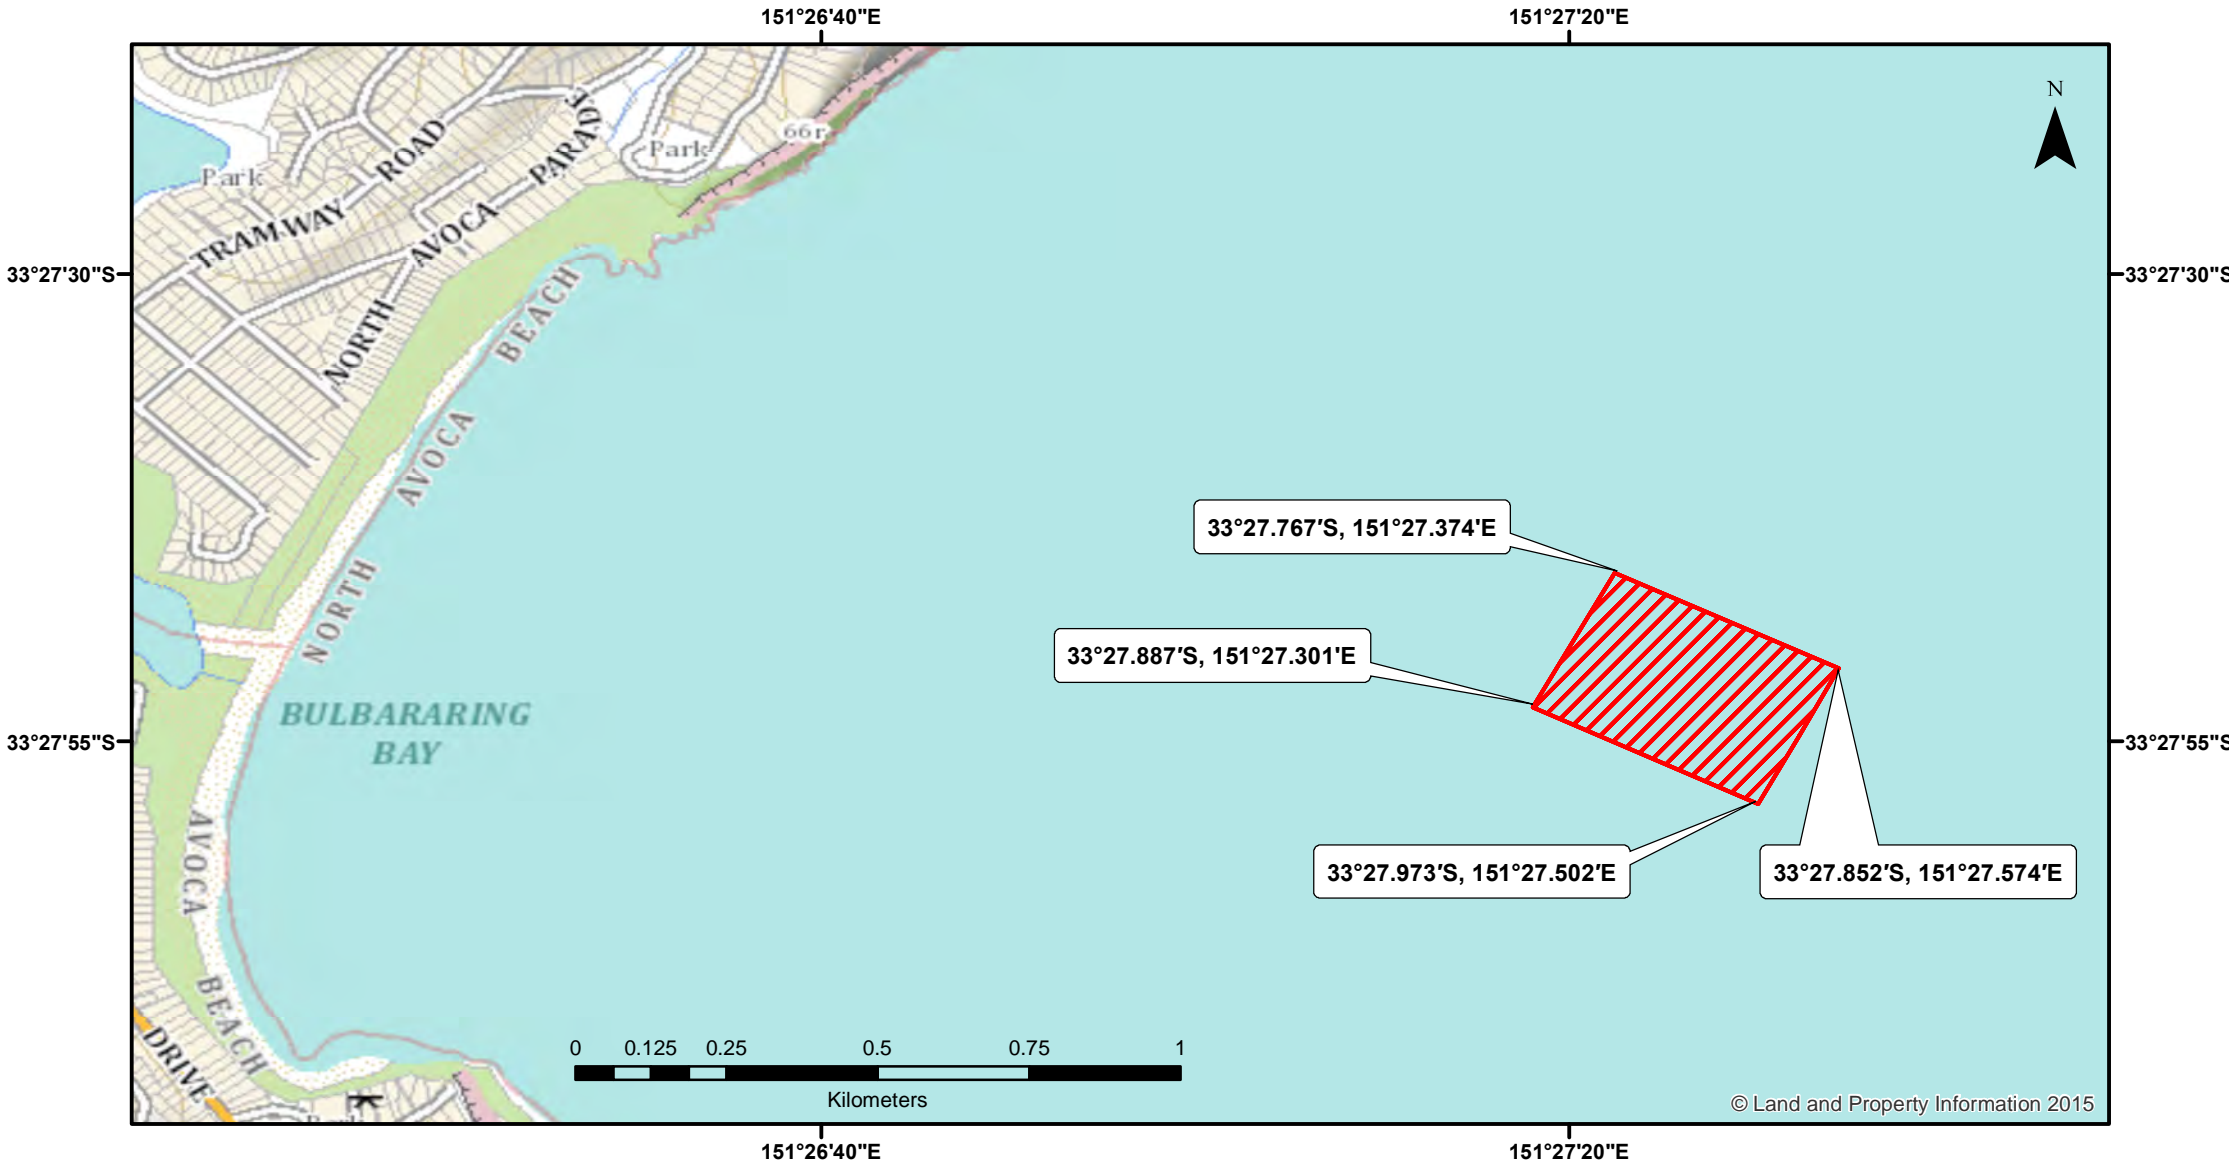 151°26'40"E
151°27'20"E
N
66r
PARADE
Park
ROAD
Park
AVOCA
TRAMWAY
33°27'30"S
33°27'30"S
BEACH
NORTH
AVOCA
33°27.767'S, 151°27.374'E
NORTH
33°27.887'S, 151°27.301'E
BULBARARING
BAY
33°27'55"S
33°27'55"S
AVOCA
33°27.973'S, 151°27.502'E
33°27.852'S, 151°27.574'E
BEACH
DRIVE
0 0.125 0.25 0.5 0.75 1
Kilometers
© Land and Property Information 2015
151°26'40"E
151°27'20"E